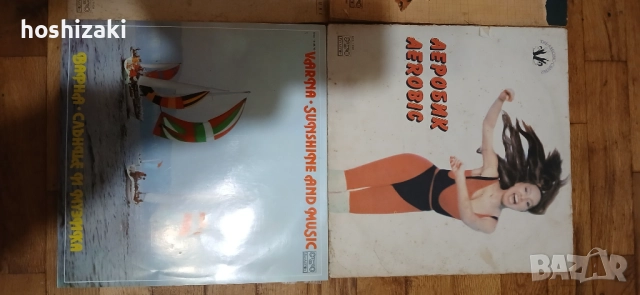 hoshizaki
ВАРНА · СЛЪНЦЕ И МУЗИКА
VARNA · SUNSHINE AND MUSIC
АЕРОБИК
AEROBIC
BAZAR